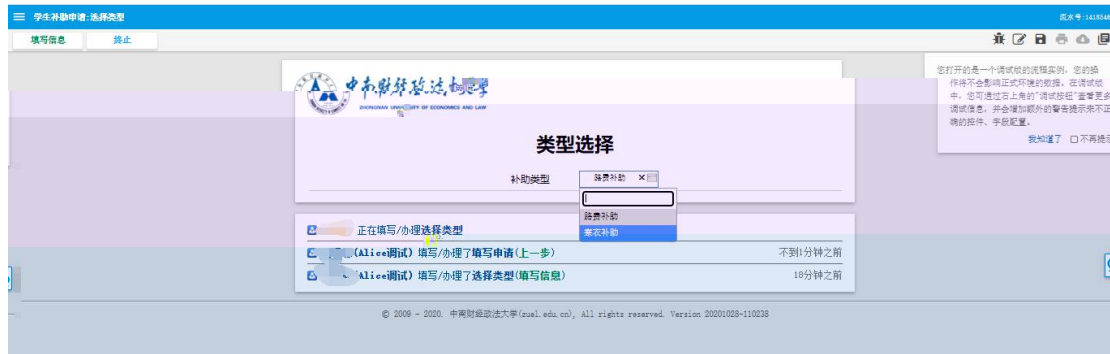 学生补助申请:选择类型
流水号:1418846
填写信息 终止
您打开的是一个调试版的流程实例，您的操
作将不会影响正式环境的数据。在调试版
中，您可通过右上角的"调试按钮"查看更多
调试信息，并会增加额外的警告提示来不正
确的控件、字段配置。
我知道了 不再提示
中南财经政法大学
ZHONGNAN UNIVERSITY OF ECONOMICS AND LAW
类型选择
补助类型 路费补助 ×
路费补助
寒衣补助
正在填写/办理选择类型
(Alice调试) 填写/办理了填写申请(上一步) 不到1分钟之前
Alice调试) 填写/办理了选择类型(填写信息) 18分钟之前
© 2009 - 2020. 中南财经政法大学(zuel.edu.cn), All rights reserved. Version 20201028-110238